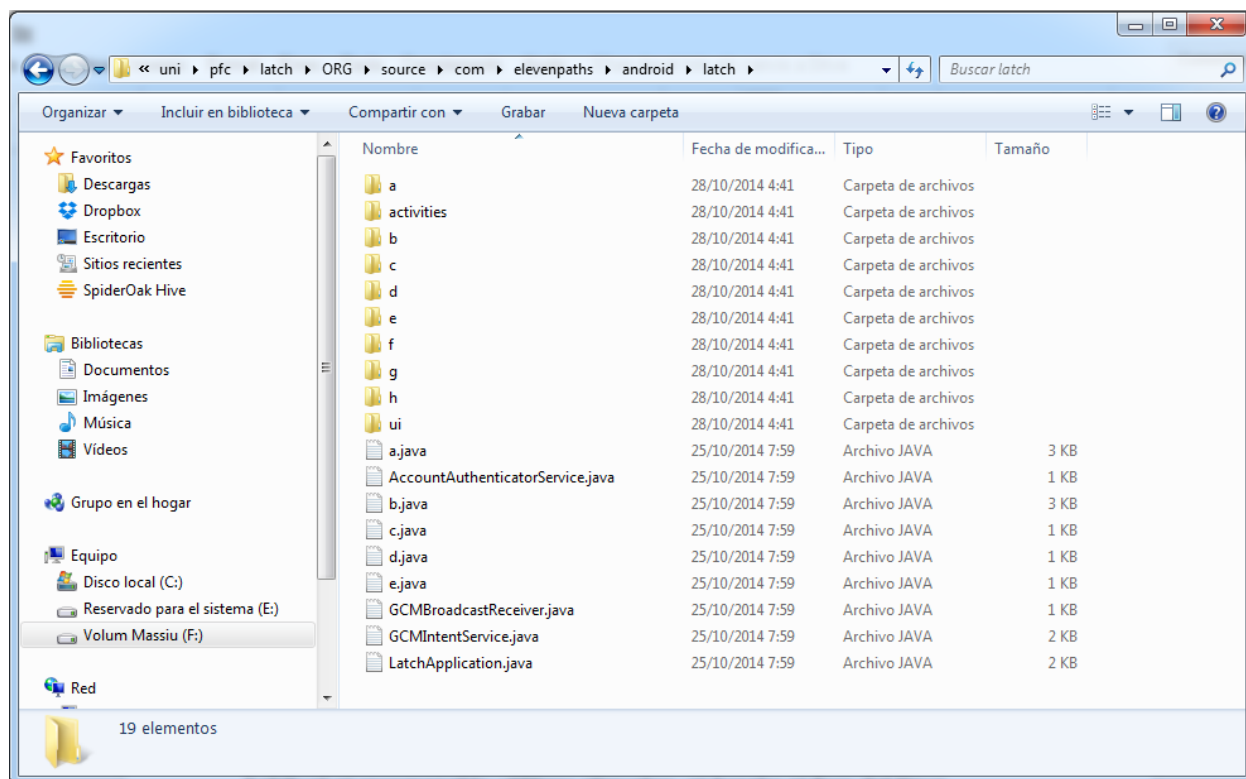 « uni ▸ pfc ▸ latch ▸ ORG ▸ source ▸ com ▸ elevenpaths ▸ android ▸ latch ▸ Buscar latch
Organizar Incluir en biblioteca Compartir con Grabar Nueva carpeta
Favoritos
Descargas
Dropbox
Escritorio
Sitios recientes
SpiderOak Hive
Bibliotecas
Documentos
Imágenes
Música
Vídeos
Grupo en el hogar
Equipo
Disco local (C:)
Reservado para el sistema (E:)
Volum Massiu (F:)
Red
Nombre Fecha de modifica... Tipo Tamaño
a 28/10/2014 4:41 Carpeta de archivos
activities 28/10/2014 4:41 Carpeta de archivos
b 28/10/2014 4:41 Carpeta de archivos
c 28/10/2014 4:41 Carpeta de archivos
d 28/10/2014 4:41 Carpeta de archivos
e 28/10/2014 4:41 Carpeta de archivos
f 28/10/2014 4:41 Carpeta de archivos
g 28/10/2014 4:41 Carpeta de archivos
h 28/10/2014 4:41 Carpeta de archivos
ui 28/10/2014 4:41 Carpeta de archivos
a.java 25/10/2014 7:59 Archivo JAVA 3 KB
AccountAuthenticatorService.java 25/10/2014 7:59 Archivo JAVA 1 KB
b.java 25/10/2014 7:59 Archivo JAVA 3 KB
c.java 25/10/2014 7:59 Archivo JAVA 1 KB
d.java 25/10/2014 7:59 Archivo JAVA 1 KB
e.java 25/10/2014 7:59 Archivo JAVA 1 KB
GCMBroadcastReceiver.java 25/10/2014 7:59 Archivo JAVA 1 KB
GCMIntentService.java 25/10/2014 7:59 Archivo JAVA 2 KB
LatchApplication.java 25/10/2014 7:59 Archivo JAVA 2 KB
19 elementos